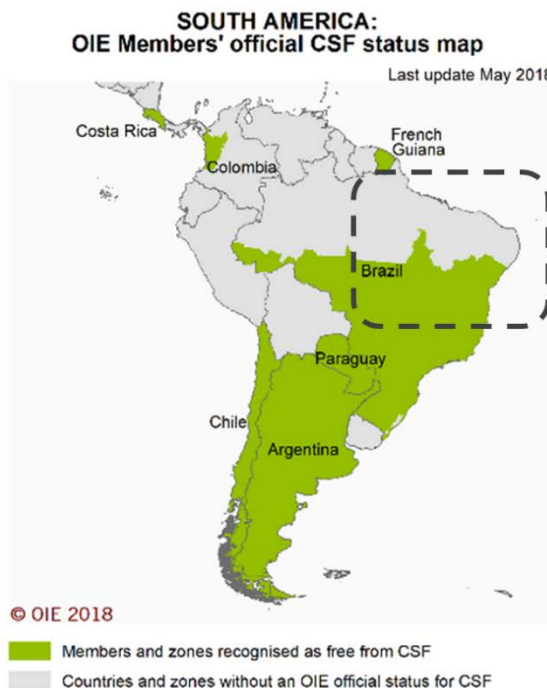 SOUTH AMERICA:
OIE Members' official CSF status map
Last update May 2018
Costa Rica
French
Guiana
Colombia
Brazil
Paraguay
Chile
Argentina
© OIE 2018
Members and zones recognised as free from CSF
Countries and zones without an OIE official status for CSF